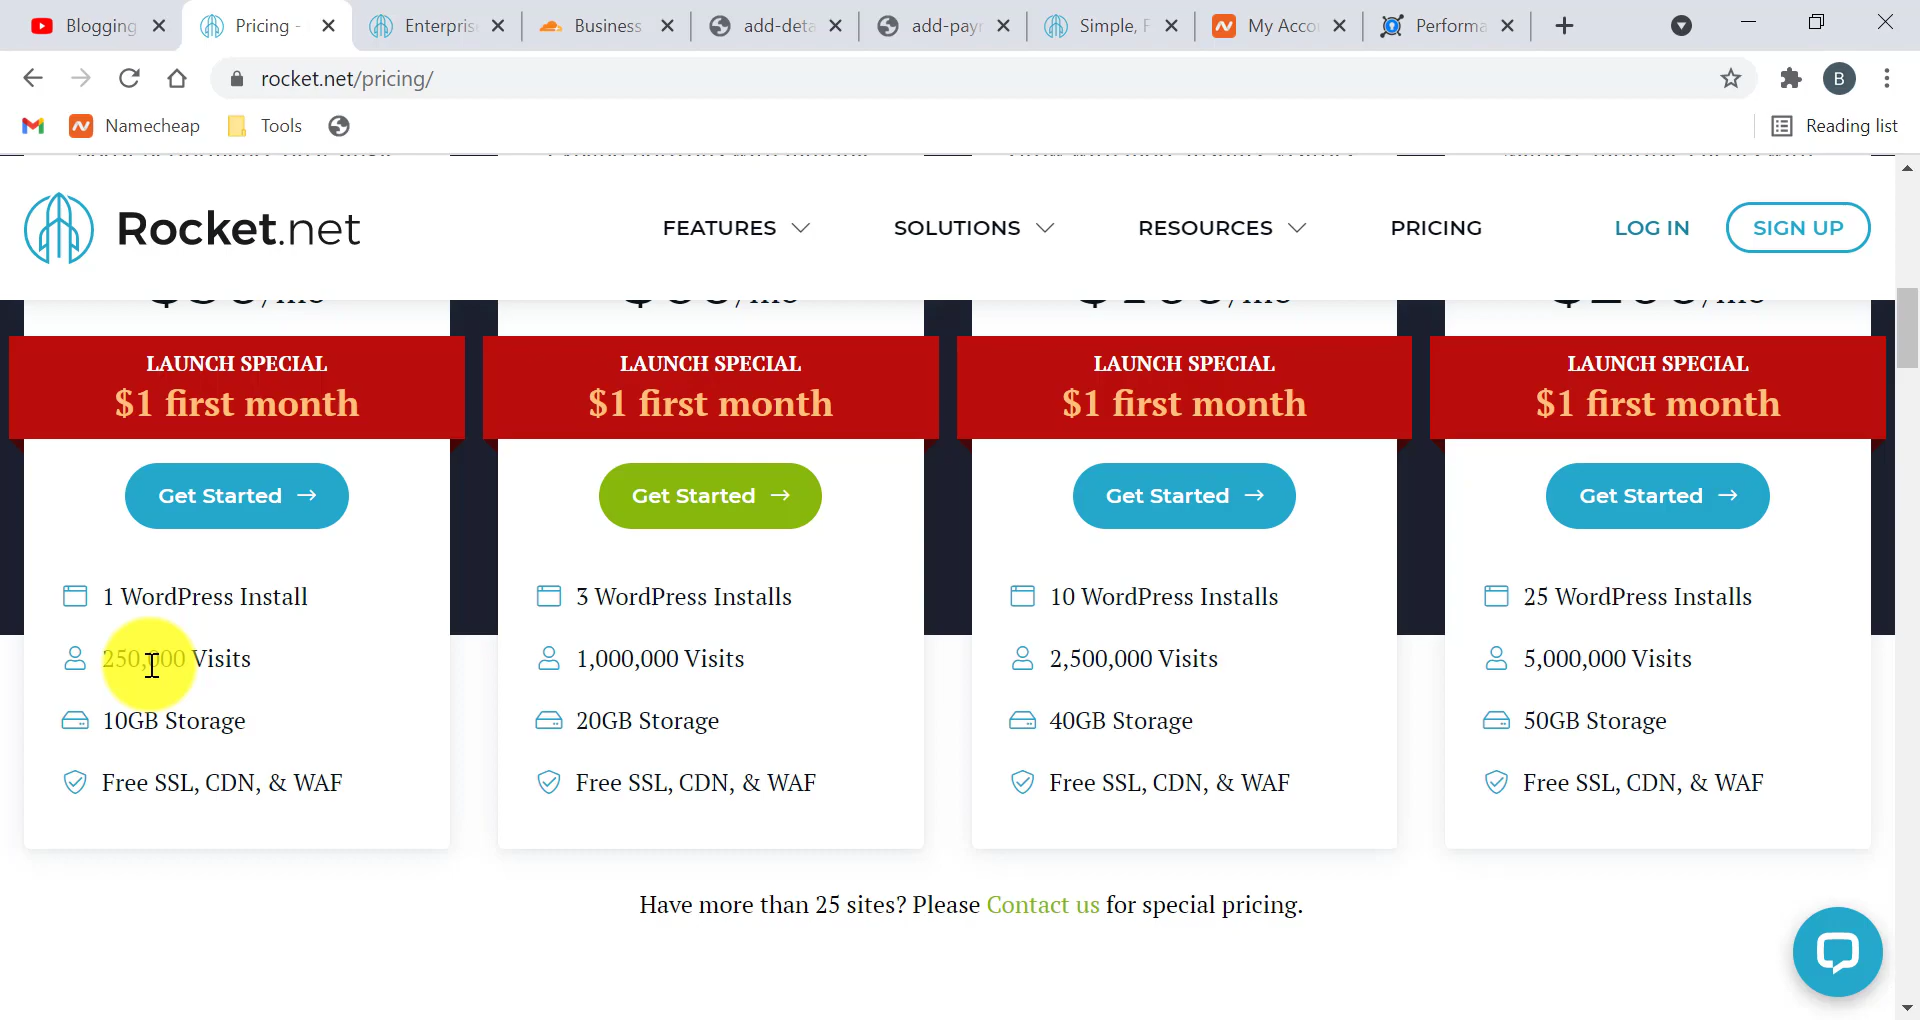 Blogging
Pricing -
Enterpris
Business
add-deta
add-payn
Simple, F
My Acco
Performa
rocket.net/pricing/
B
Namecheap
Tools
Reading list
Rocket.net
FEATURES
SOLUTIONS
RESOURCES
PRICING
LOG IN
SIGN UP
LAUNCH SPECIAL
$1 first month
Get Started →
1 WordPress Install
250,000 Visits
10GB Storage
Free SSL, CDN, & WAF
LAUNCH SPECIAL
$1 first month
Get Started →
3 WordPress Installs
1,000,000 Visits
20GB Storage
Free SSL, CDN, & WAF
LAUNCH SPECIAL
$1 first month
Get Started →
10 WordPress Installs
2,500,000 Visits
40GB Storage
Free SSL, CDN, & WAF
LAUNCH SPECIAL
$1 first month
Get Started →
25 WordPress Installs
5,000,000 Visits
50GB Storage
Free SSL, CDN, & WAF
Have more than 25 sites? Please Contact us for special pricing.